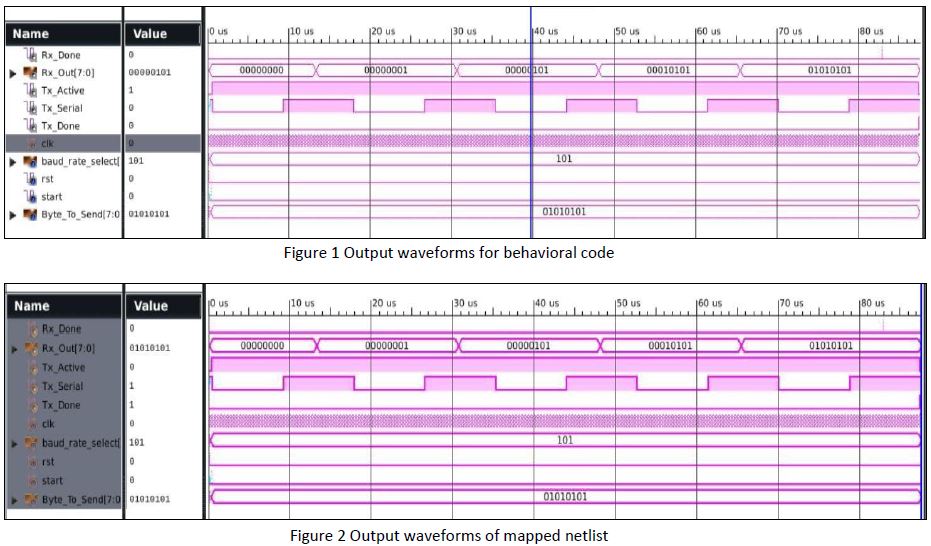 Name Value 0 us 10 us 20 us 30 us 40 us 50 us 60 us 70 us 80 us
Rx_Done 0
Rx_Out[7:0] 00000101 00000000 00000001 00000101 00010101 01010101
Tx_Active 1
Tx_Serial 0
Tx_Done 0
clk 0
baud_rate_select[ 101 101
rst 0
start 0
Byte_To_Send[7:0 01010101 01010101
Figure 1 Output waveforms for behavioral code
Name Value 0 us 10 us 20 us 30 us 40 us 50 us 60 us 70 us 80 us
Rx_Done 0
Rx_Out[7:0] 01010101 00000000 00000001 00000101 00010101 01010101
Tx_Active 0
Tx_Serial 1
Tx_Done 1
clk 0
baud_rate_select[ 101 101
rst 0
start 0
Byte_To_Send[7:0 01010101 01010101
Figure 2 Output waveforms of mapped netlist